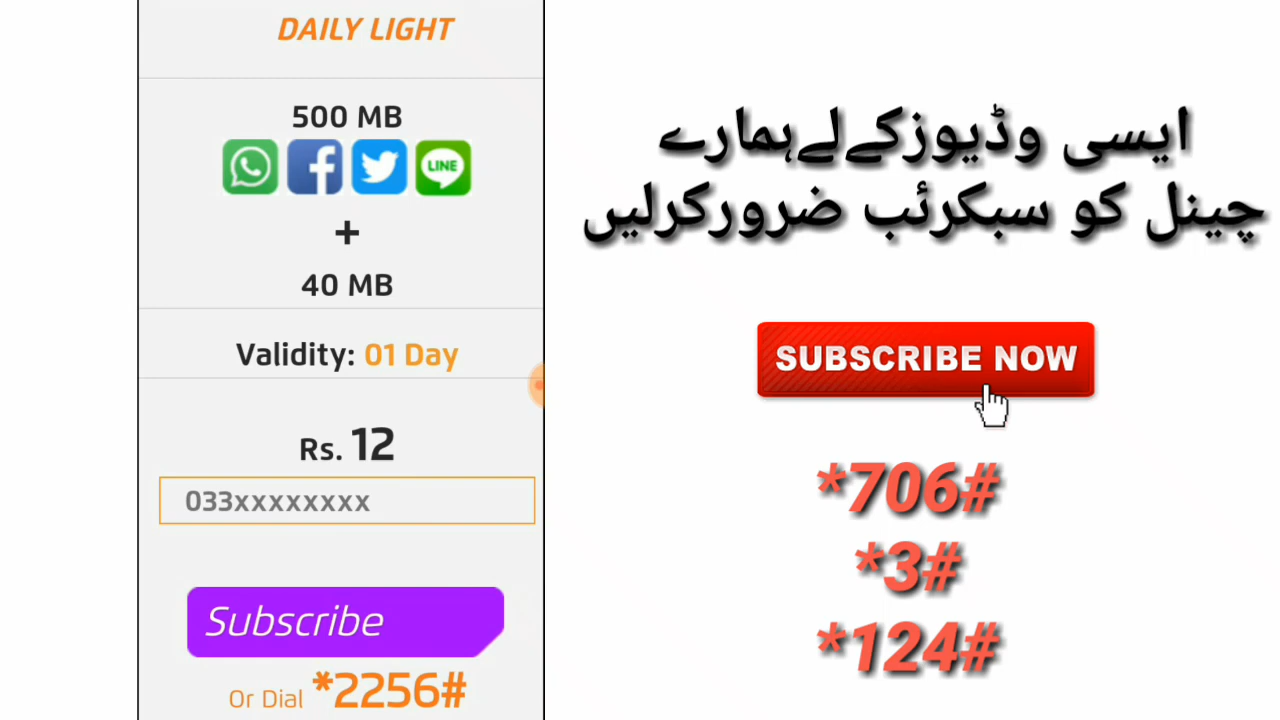 DAILY LIGHT
500 MB
LINE
+
40 MB
Validity: 01 Day
Rs. 12
033xxxxxxxx
Subscribe
Or Dial *2256#
ایسی وڈیوزکےلےہمارے
چینل کو سبکرئب ضرورکرلیں
SUBSCRIBE NOW
*706#
*3#
*124#